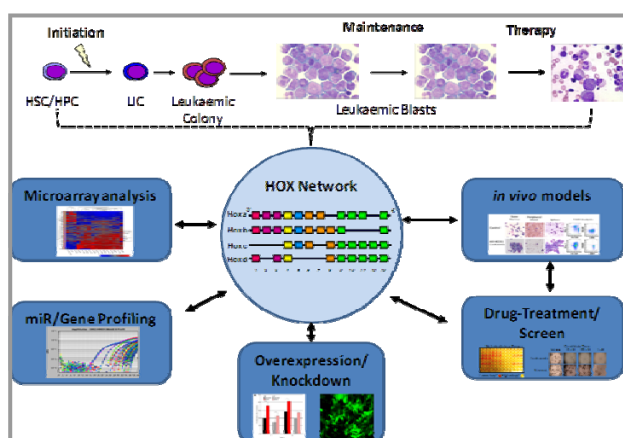 Initiation
Maintenance
Therapy
HSC/HPC
LIC
Leukaemic
Colony
Leukaemic Blasts
HOX Network
Hoxa
Hoxb
Hoxc
Hoxd
Microarray analysis
in vivo models
miR/Gene Profiling
Drug-Treatment/
Screen
Overexpression/
Knockdown